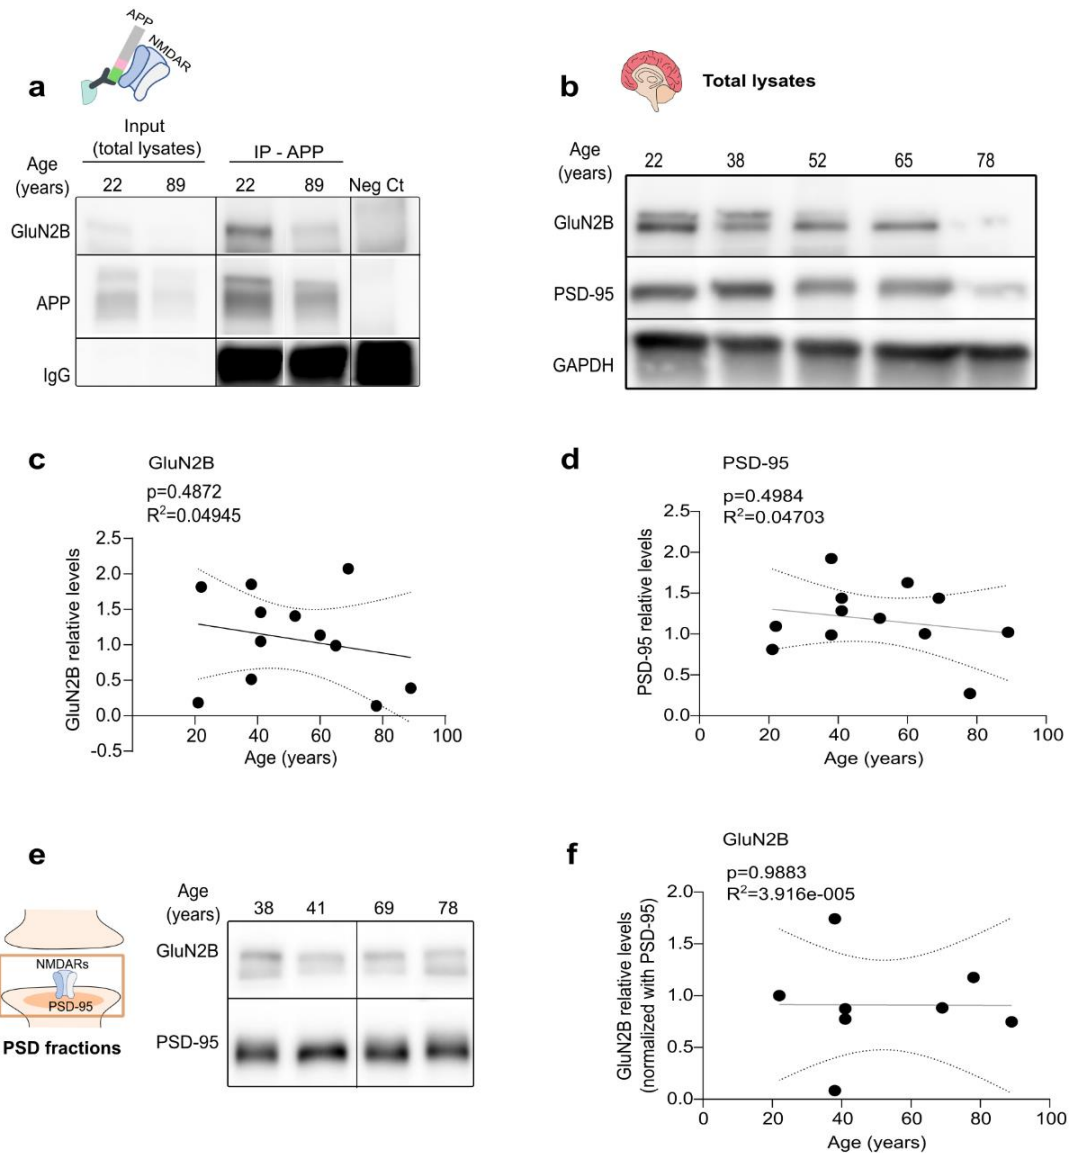 a
APP
NMDAR
Input
(total lysates)
IP - APP
Age
(years)
22 89 22 89 Neg Ct
GluN2B
APP
IgG
b
Total lysates
Age
(years)
22 38 52 65 78
GluN2B
PSD-95
GAPDH
c
GluN2B
p=0.4872
R²=0.04945
GluN2B relative levels
2.5
2.0
1.5
1.0
0.5
0.0
-0.5
20 40 60 80 100
Age (years)
d
PSD-95
p=0.4984
R²=0.04703
PSD-95 relative levels
2.5
2.0
1.5
1.0
0.5
0.0
0 20 40 60 80 100
Age (years)
e
Age
(years)
38 41 69 78
GluN2B
PSD-95
NMDARs
PSD-95
PSD fractions
f
GluN2B
p=0.9883
R²=3.916e-005
GluN2B relative levels
(normalized with PSD-95)
2.0
1.5
1.0
0.5
0.0
0 20 40 60 80 100
Age (years)